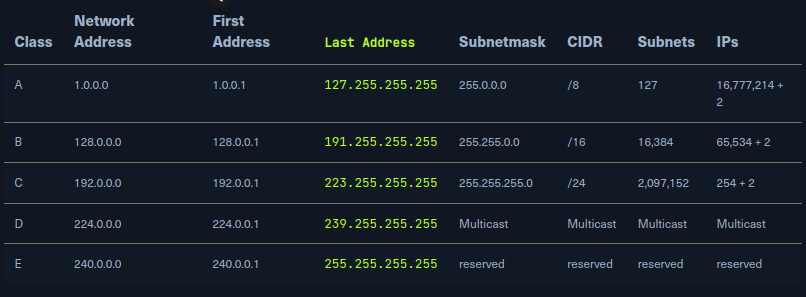 Class Network Address First Address Last Address Subnetmask CIDR Subnets IPs
A 1.0.0.0 1.0.0.1 127.255.255.255 255.0.0.0 /8 127 16,777,214 + 2
B 128.0.0.0 128.0.0.1 191.255.255.255 255.255.0.0 /16 16,384 65,534 + 2
C 192.0.0.0 192.0.0.1 223.255.255.255 255.255.255.0 /24 2,097,152 254 + 2
D 224.0.0.0 224.0.0.1 239.255.255.255 Multicast Multicast Multicast Multicast
E 240.0.0.0 240.0.0.1 255.255.255.255 reserved reserved reserved reserved